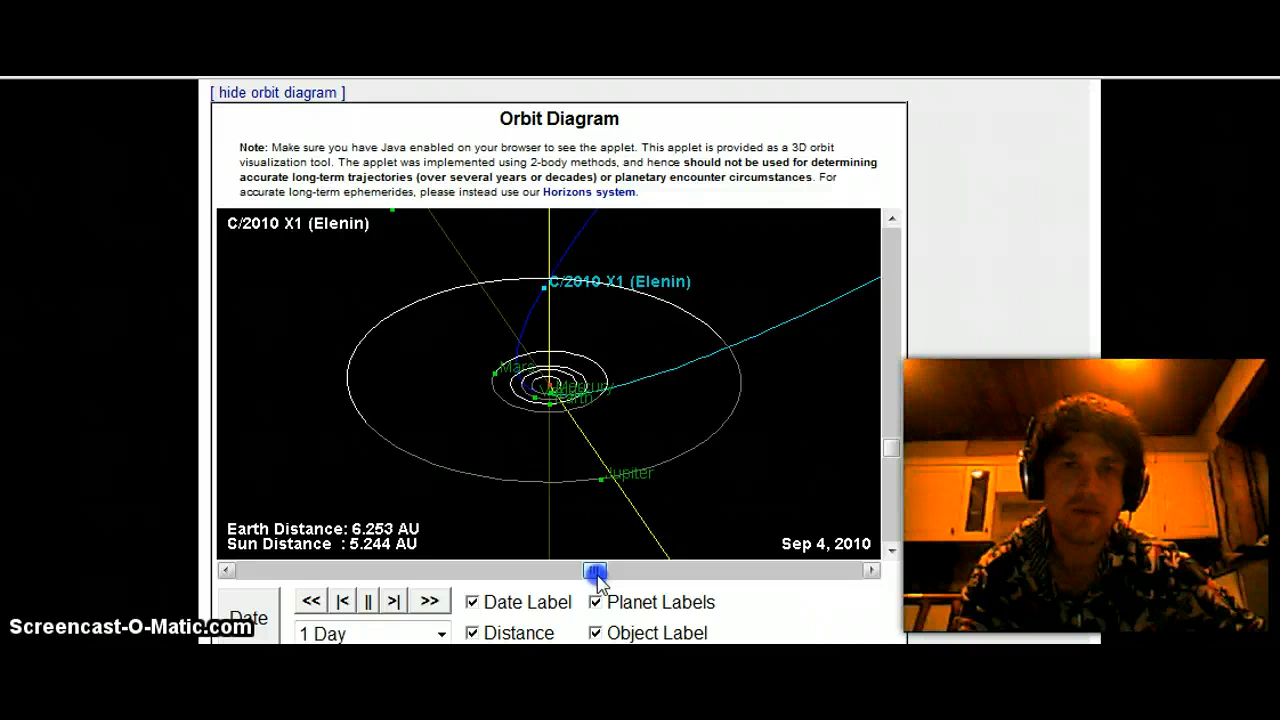 [ hide orbit diagram ]
Orbit Diagram
Note: Make sure you have Java enabled on your browser to see the applet. This applet is provided as a 3D orbit
visualization tool. The applet was implemented using 2-body methods, and hence should not be used for determining
accurate long-term trajectories (over several years or decades) or planetary encounter circumstances. For
accurate long-term ephemerides, please instead use our Horizons system.
C/2010 X1 (Elenin)
C/2010 X1 (Elenin)
Mars
Mercury
Earth
Jupiter
Earth Distance: 6.253 AU
Sun Distance : 5.244 AU
Sep 4, 2010
Date
<< |< || >| >>
Date Label
Planet Labels
1 Day
Distance
Object Label
Screencast-O-Matic.com